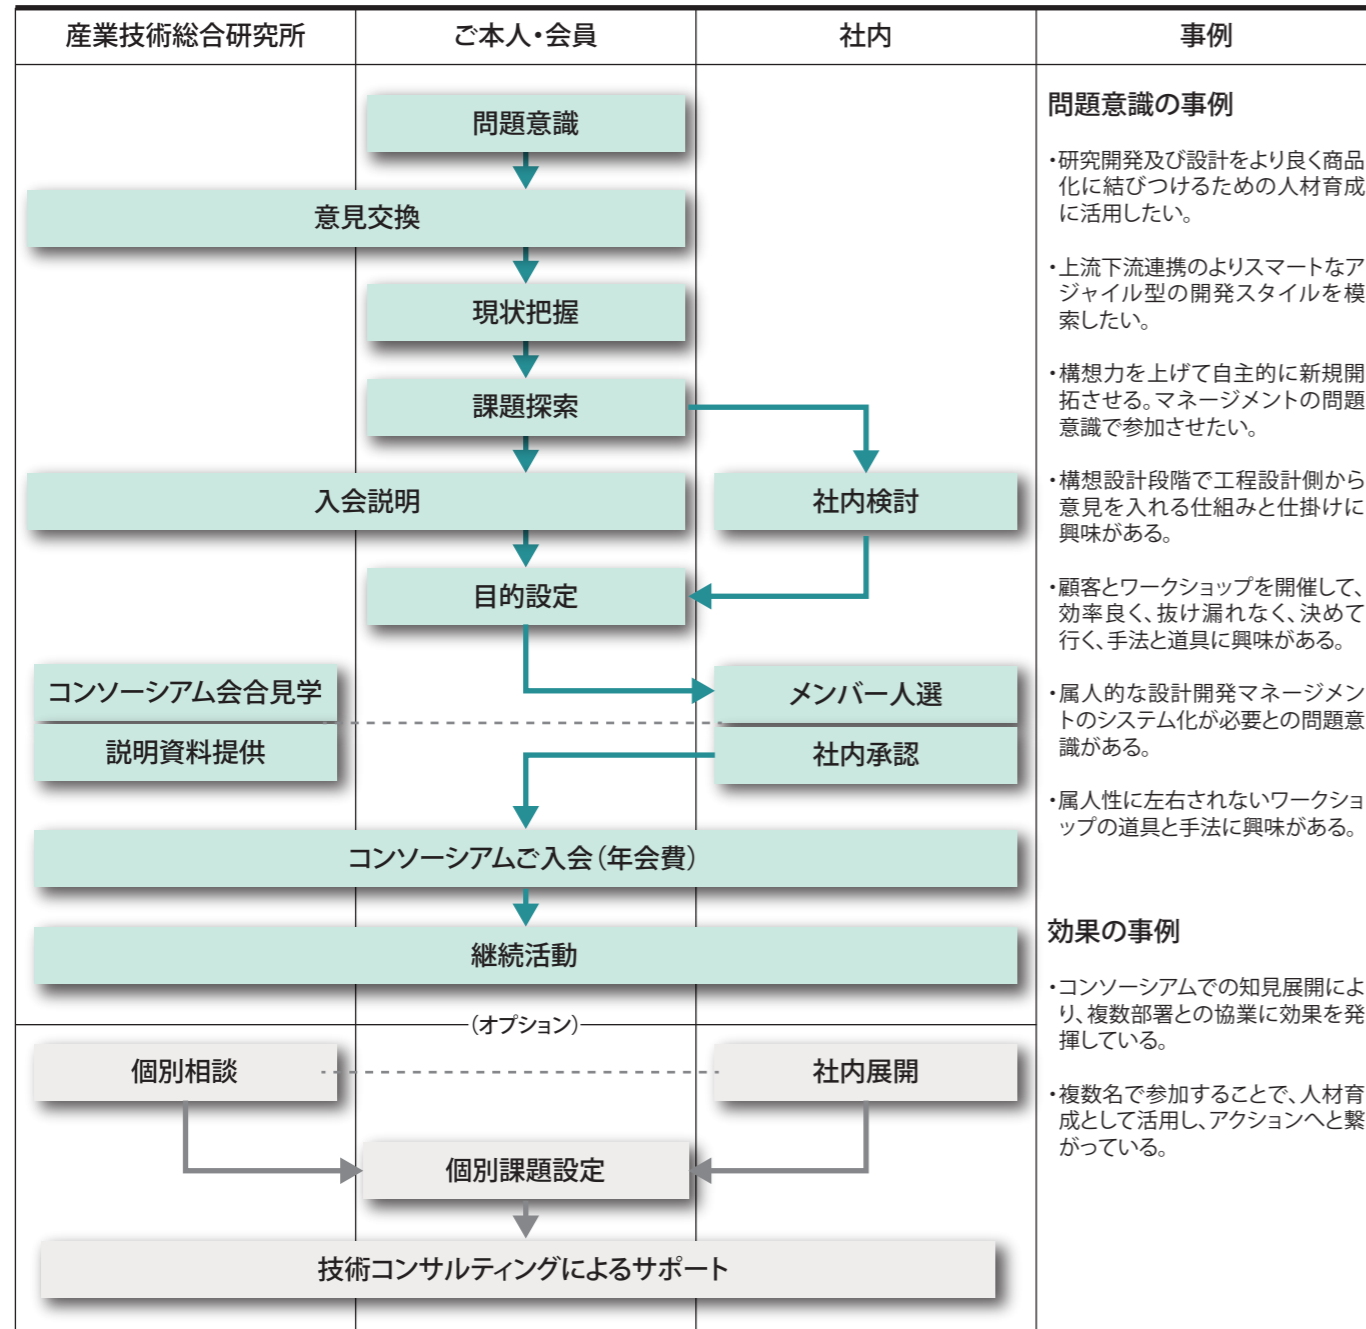 産業技術総合研究所
ご本人・会員
社内
事例
問題意識
意見交換
現状把握
課題探索
入会説明
社内検討
目的設定
コンソーシアム会合見学
メンバー人選
説明資料提供
社内承認
コンソーシアムご入会（年会費）
継続活動
（オプション）
個別相談
社内展開
個別課題設定
技術コンサルティングによるサポート
問題意識の事例
・研究開発及び設計をより良く商品
化に結びつけるための人材育成
に活用したい。
・上流下流連携のよりスマートなア
ジャイル型の開発スタイルを模
索したい。
・構想力を上げて自主的に新規開
拓させる。マネージメントの問題
意識で参加させたい。
・構想設計段階で工程設計側から
意見を入れる仕組みと仕掛けに
興味がある。
・顧客とワークショップを開催して、
効率良く、抜け漏れなく、決めて
行く、手法と道具に興味がある。
・属人的な設計開発マネージメン
トのシステム化が必要との問題意
識がある。
・属人性に左右されないワークショ
ップの道具と手法に興味がある。
効果の事例
・コンソーシアムでの知見展開によ
り、複数部署との協業に効果を発
揮している。
・複数名で参加することで、人材育
成として活用し、アクションへと繋
がっている。